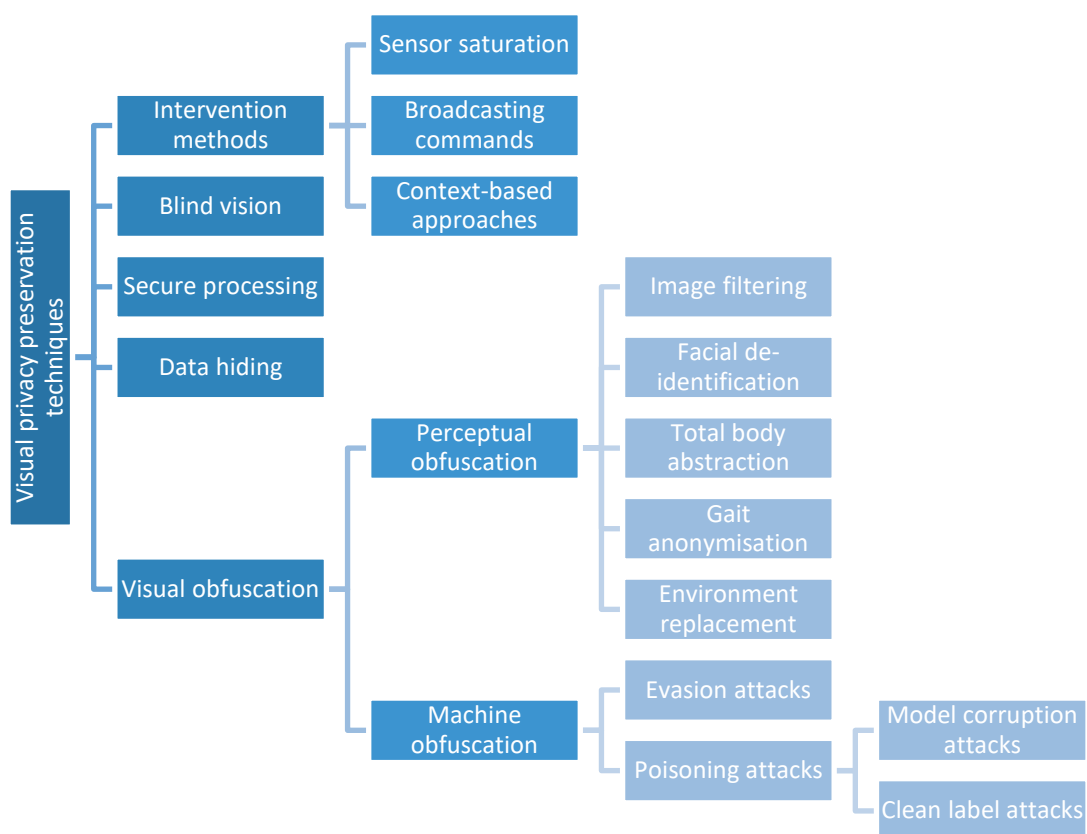 Visual privacy preservation
techniques
Intervention
methods
Sensor saturation
Broadcasting
commands
Context-based
approaches
Blind vision
Secure processing
Data hiding
Visual obfuscation
Perceptual
obfuscation
Image filtering
Facial de-
identification
Total body
abstraction
Gait
anonymisation
Environment
replacement
Machine
obfuscation
Evasion attacks
Poisoning attacks
Model corruption
attacks
Clean label attacks